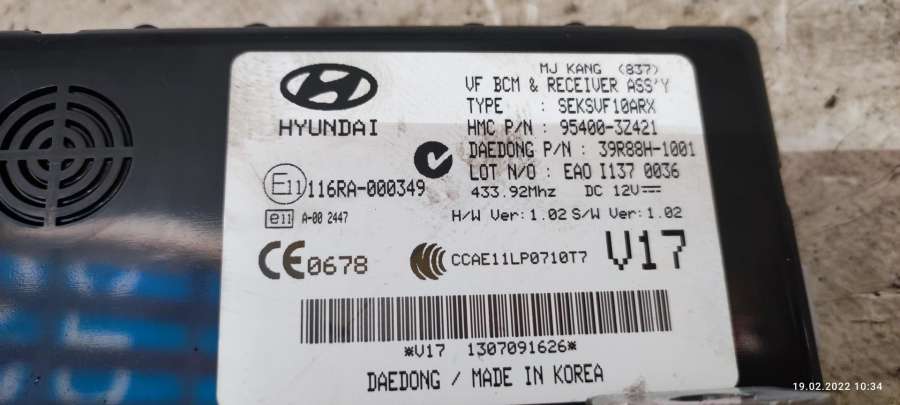 MJ KANG (837)
VF BCM & RECEIVER ASS'Y
TYPE : SEKSVF10ARX
HYUNDAI
HMC P/N : 95400-3Z421
DAEDONG P/N : 39R88H-1001
LOT N/O : EAO I137 0036
E11 116RA-000349
433.92Mhz DC 12V
e11 A-00 2447
H/W Ver: 1.02 S/W Ver: 1.02
CE 0678
CCAE11LP0710T7
V17
*V17 1307091626*
DAEDONG / MADE IN KOREA
19.02.2022 10:34